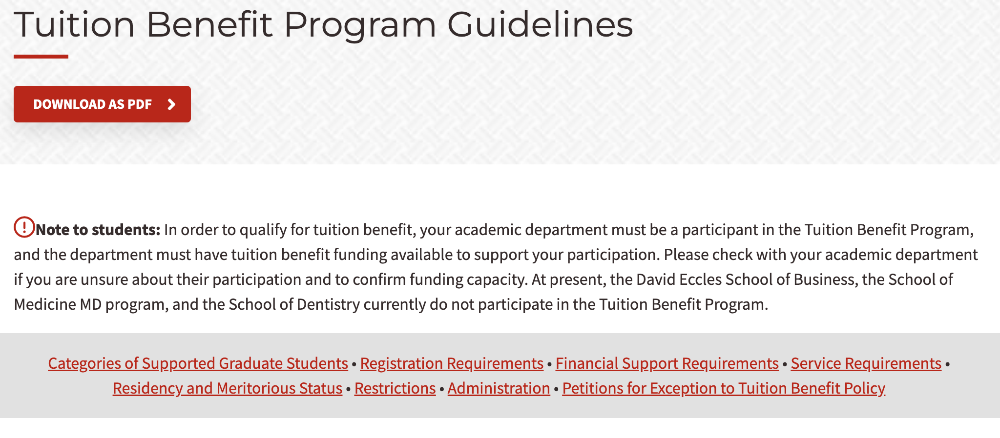 Tuition Benefit Program Guidelines
DOWNLOAD AS PDF
Note to students: In order to qualify for tuition benefit, your academic department must be a participant in the Tuition Benefit Program,
and the department must have tuition benefit funding available to support your participation. Please check with your academic department
if you are unsure about their participation and to confirm funding capacity. At present, the David Eccles School of Business, the School of
Medicine MD program, and the School of Dentistry currently do not participate in the Tuition Benefit Program.
Categories of Supported Graduate Students • Registration Requirements • Financial Support Requirements • Service Requirements •
Residency and Meritorious Status • Restrictions • Administration • Petitions for Exception to Tuition Benefit Policy